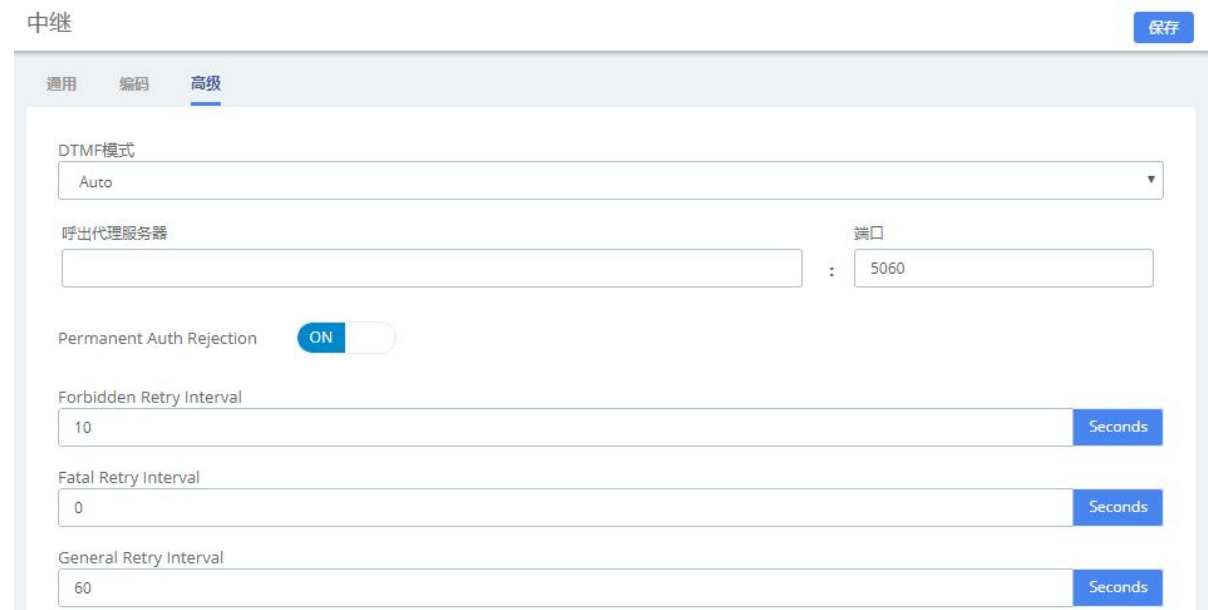 中继
保存
通用 编码 高级
DTMF模式
Auto
呼出代理服务器 端口
: 5060
Permanent Auth Rejection ON
Forbidden Retry Interval
10 Seconds
Fatal Retry Interval
0 Seconds
General Retry Interval
60 Seconds